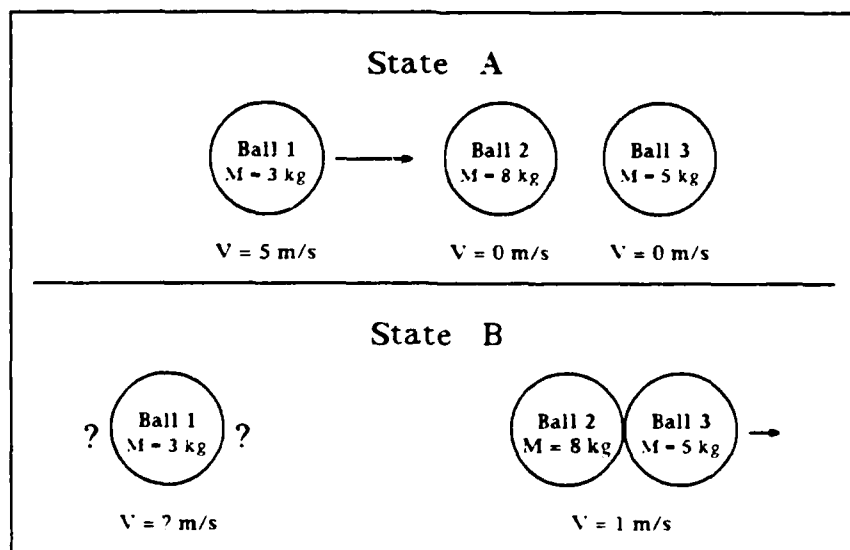 State A
Ball 1 Ball 2 Ball 3
M = 3 kg M = 8 kg M = 5 kg
V = 5 m/s V = 0 m/s V = 0 m/s
State B
Ball 1 Ball 2 Ball 3
? M = 3 kg ? M = 8 kg M = 5 kg
V = ? m/s V = 1 m/s